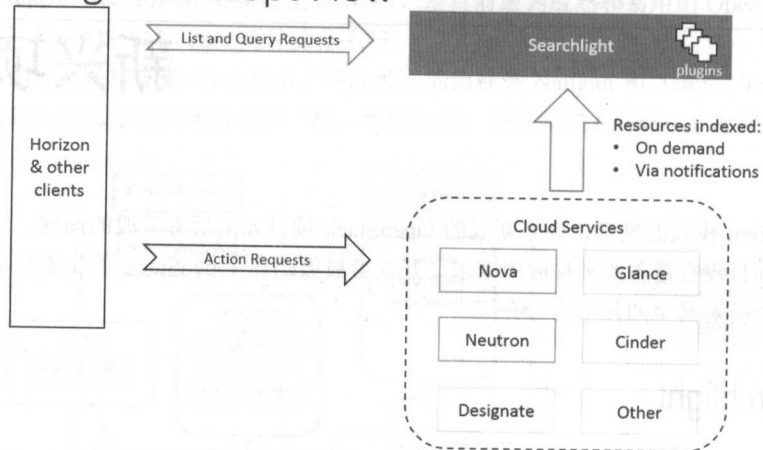 List and Query Requests
Searchlight
plugins
Resources indexed:
• On demand
• Via notifications
Horizon
& other
clients
Action Requests
Cloud Services
Nova
Glance
Neutron
Cinder
Designate
Other